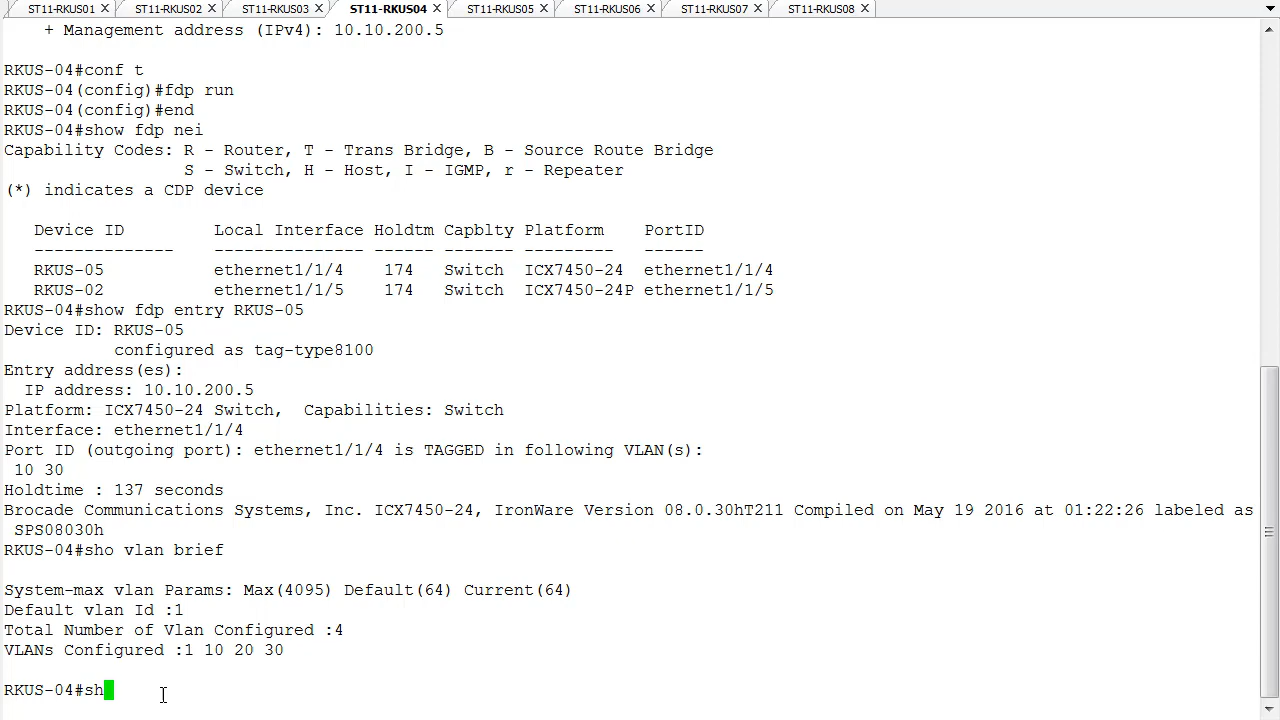 ST11-RKUS01 ST11-RKUS02 ST11-RKUS03 ST11-RKUS04 ST11-RKUS05 ST11-RKUS06 ST11-RKUS07 ST11-RKUS08
+ Management address (IPv4): 10.10.200.5
RKUS-04#conf t
RKUS-04(config)#fdp run
RKUS-04(config)#end
RKUS-04#show fdp nei
Capability Codes: R - Router, T - Trans Bridge, B - Source Route Bridge
S - Switch, H - Host, I - IGMP, r - Repeater
(*) indicates a CDP device
Device ID Local Interface Holdtm Capblty Platform PortID
-------------- --------------- ------ ------- --------- ------
RKUS-05 ethernet1/1/4 174 Switch ICX7450-24 ethernet1/1/4
RKUS-02 ethernet1/1/5 174 Switch ICX7450-24P ethernet1/1/5
RKUS-04#show fdp entry RKUS-05
Device ID: RKUS-05
configured as tag-type8100
Entry address(es):
IP address: 10.10.200.5
Platform: ICX7450-24 Switch, Capabilities: Switch
Interface: ethernet1/1/4
Port ID (outgoing port): ethernet1/1/4 is TAGGED in following VLAN(s):
10 30
Holdtime : 137 seconds
Brocade Communications Systems, Inc. ICX7450-24, IronWare Version 08.0.30hT211 Compiled on May 19 2016 at 01:22:26 labeled as
SPS08030h
RKUS-04#sho vlan brief
System-max vlan Params: Max(4095) Default(64) Current(64)
Default vlan Id :1
Total Number of Vlan Configured :4
VLANs Configured :1 10 20 30
RKUS-04#sh